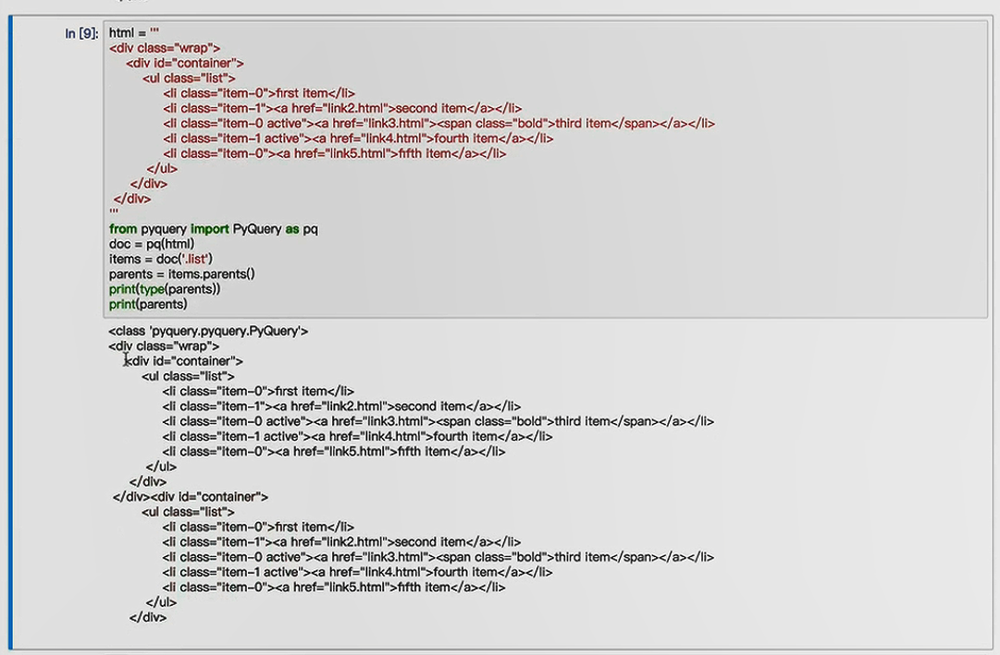 In [9]: html = '''
<div class="wrap">
<div id="container">
<ul class="list">
<li class="item-0">first item</li>
<li class="item-1"><a href="link2.html">second item</a></li>
<li class="item-0 active"><a href="link3.html"><span class="bold">third item</span></a></li>
<li class="item-1 active"><a href="link4.html">fourth item</a></li>
<li class="item-0"><a href="link5.html">fifth item</a></li>
</ul>
</div>
</div>
'''
from pyquery import PyQuery as pq
doc = pq(html)
items = doc('.list')
parents = items.parents()
print(type(parents))
print(parents)
<class 'pyquery.pyquery.PyQuery'>
<div class="wrap">
<div id="container">
<ul class="list">
<li class="item-0">first item</li>
<li class="item-1"><a href="link2.html">second item</a></li>
<li class="item-0 active"><a href="link3.html"><span class="bold">third item</span></a></li>
<li class="item-1 active"><a href="link4.html">fourth item</a></li>
<li class="item-0"><a href="link5.html">fifth item</a></li>
</ul>
</div>
</div><div id="container">
<ul class="list">
<li class="item-0">first item</li>
<li class="item-1"><a href="link2.html">second item</a></li>
<li class="item-0 active"><a href="link3.html"><span class="bold">third item</span></a></li>
<li class="item-1 active"><a href="link4.html">fourth item</a></li>
<li class="item-0"><a href="link5.html">fifth item</a></li>
</ul>
</div>